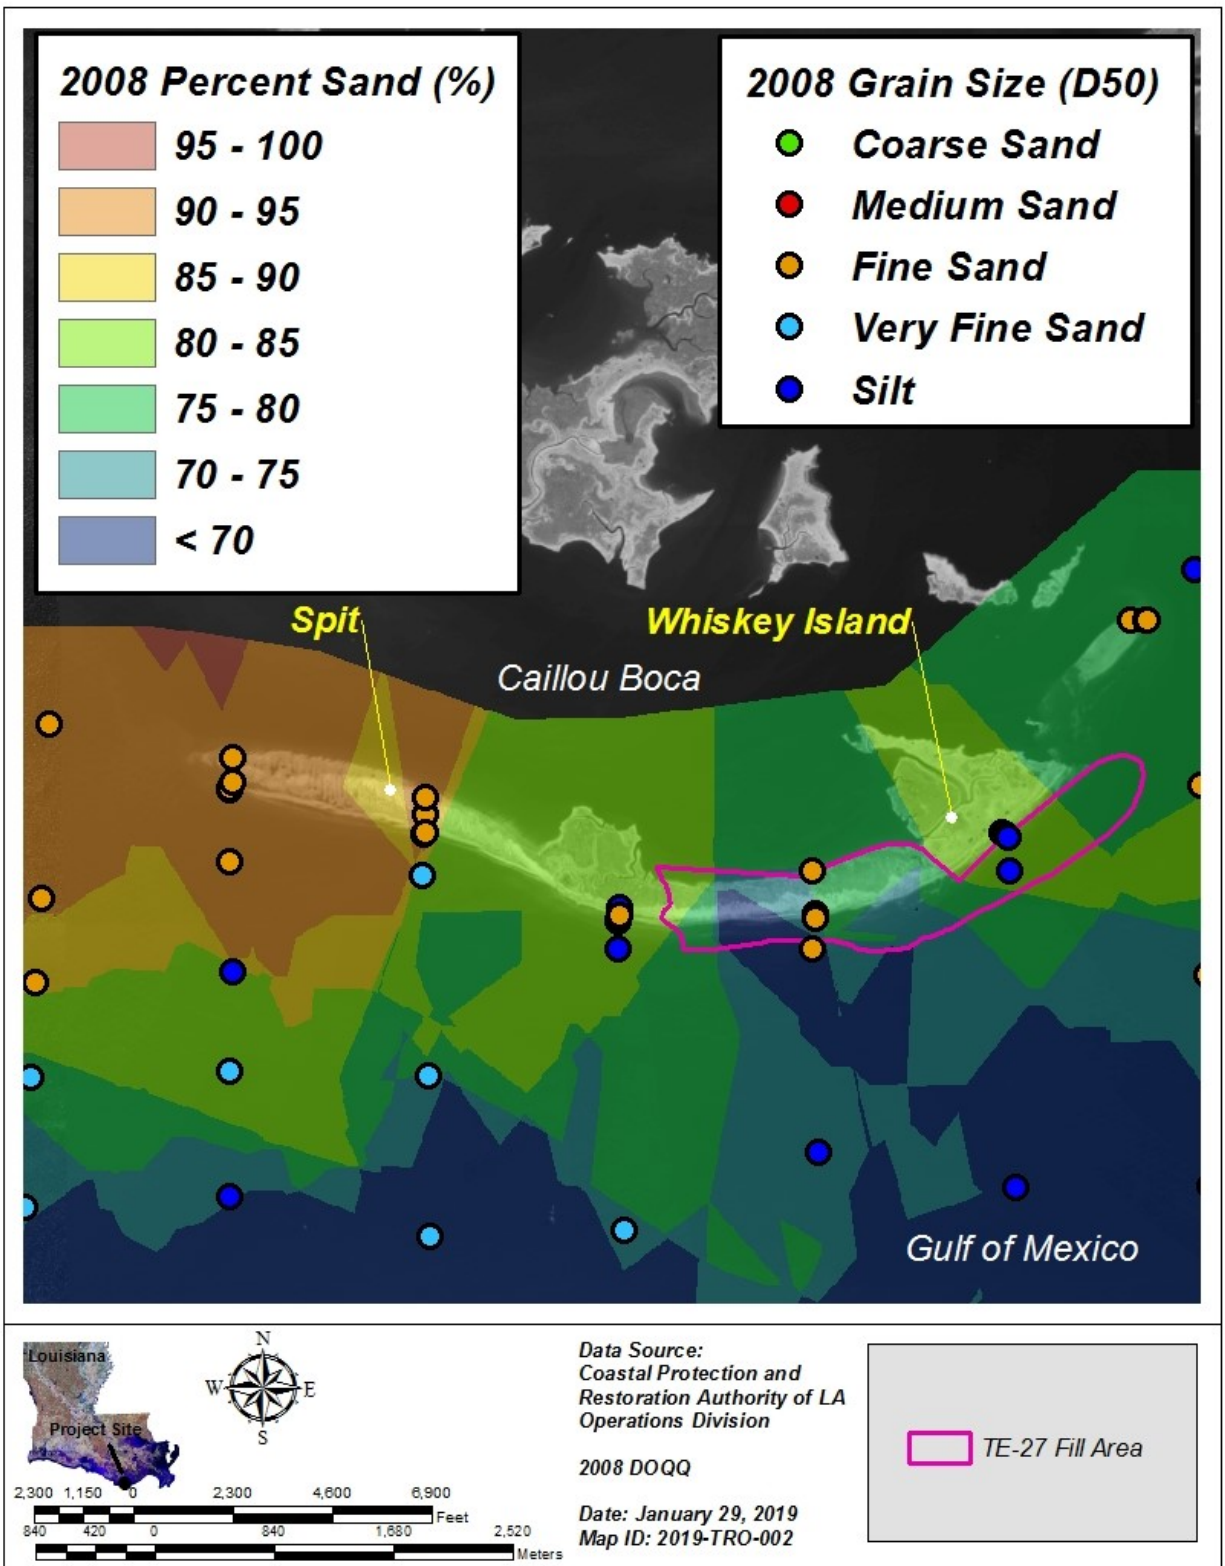 2008 Percent Sand (%)
95 - 100
90 - 95
85 - 90
80 - 85
75 - 80
70 - 75
< 70
2008 Grain Size (D50)
Coarse Sand
Medium Sand
Fine Sand
Very Fine Sand
Silt
Spit
Whiskey Island
Caillou Boca
Gulf of Mexico
Louisiana
Project Site
N
W E
S
2,300 1,150 0 2,300 4,600 6,900
Feet
840 420 0 840 1,680 2,520
Meters
Data Source:
Coastal Protection and
Restoration Authority of LA
Operations Division
2008 DOQQ
Date: January 29, 2019
Map ID: 2019-TRO-002
TE-27 Fill Area